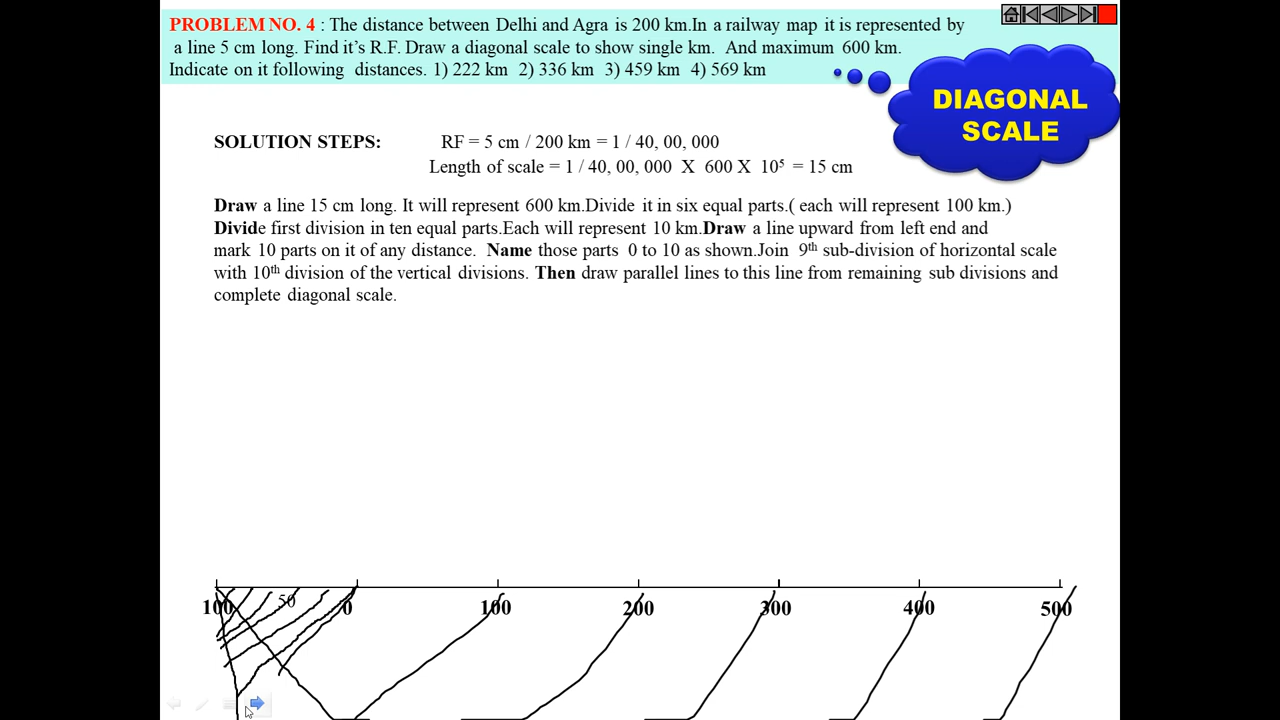 PROBLEM NO. 4 : The distance between Delhi and Agra is 200 km.In a railway map it is represented by
a line 5 cm long. Find it’s R.F. Draw a diagonal scale to show single km. And maximum 600 km.
Indicate on it following distances. 1) 222 km 2) 336 km 3) 459 km 4) 569 km
DIAGONAL
SCALE
SOLUTION STEPS: RF = 5 cm / 200 km = 1 / 40, 00, 000
Length of scale = 1 / 40, 00, 000 X 600 X 10⁵ = 15 cm
Draw a line 15 cm long. It will represent 600 km.Divide it in six equal parts.( each will represent 100 km.)
Divide first division in ten equal parts.Each will represent 10 km.Draw a line upward from left end and
mark 10 parts on it of any distance. Name those parts 0 to 10 as shown.Join 9th sub-division of horizontal scale
with 10th division of the vertical divisions. Then draw parallel lines to this line from remaining sub divisions and
complete diagonal scale.
100 50 0 100 200 300 400 500